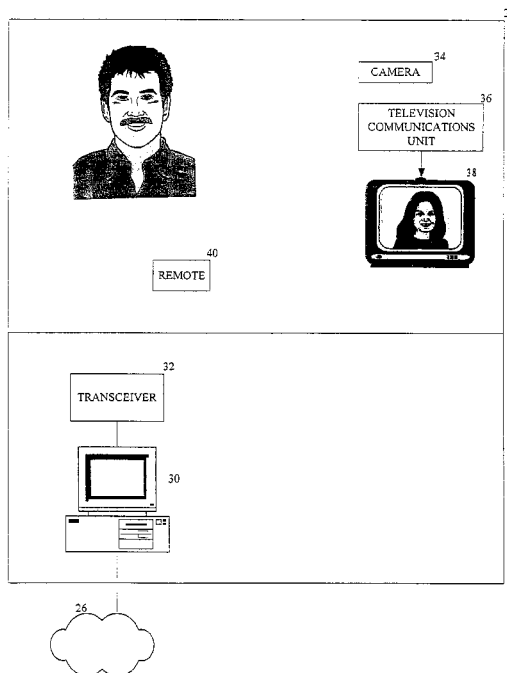 34
CAMERA
36
TELEVISION
COMMUNICATIONS
UNIT
38
40
REMOTE
32
TRANSCEIVER
30
26